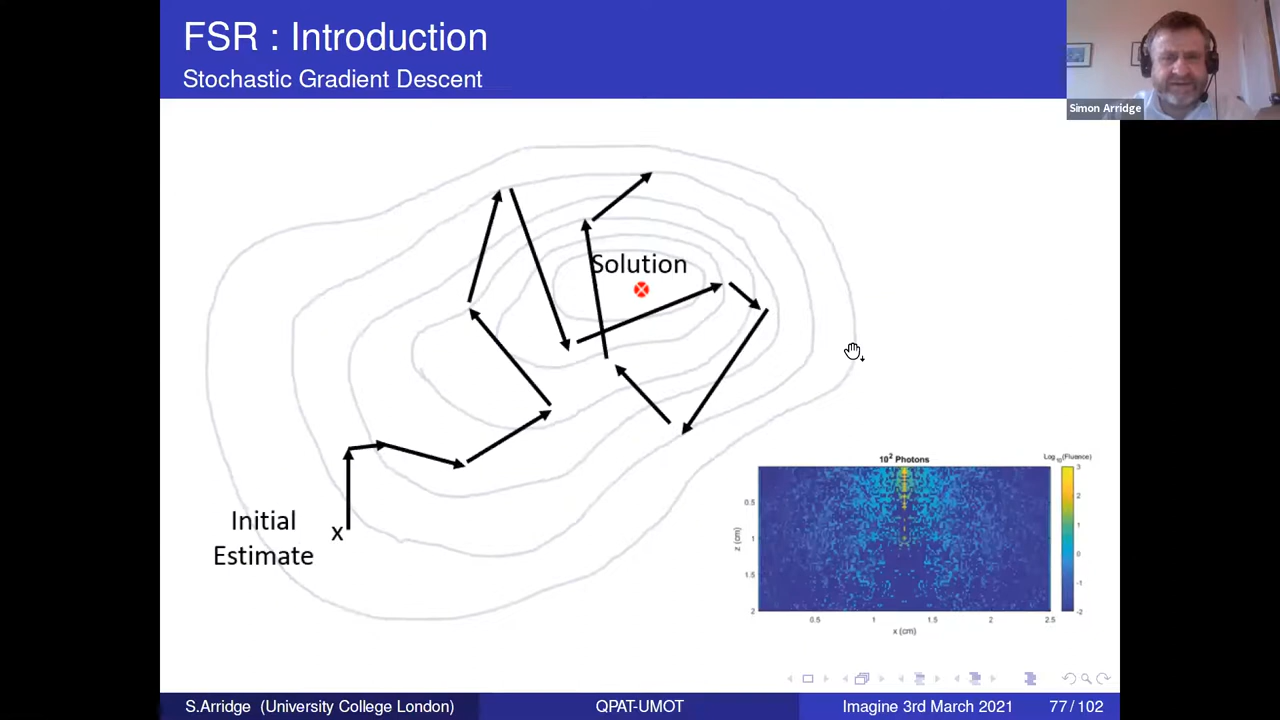 FSR : Introduction
Stochastic Gradient Descent
Simon Arridge
Solution
Initial
Estimate
x
10² Photons
Log₁₀(Fluence)
3
2
1
0
-1
-2
0.5
1
1.5
2
z (cm)
0.5
1
1.5
2
2.5
x (cm)
S.Arridge (University College London)
QPAT-UMOT
Imagine 3rd March 2021
77 / 102